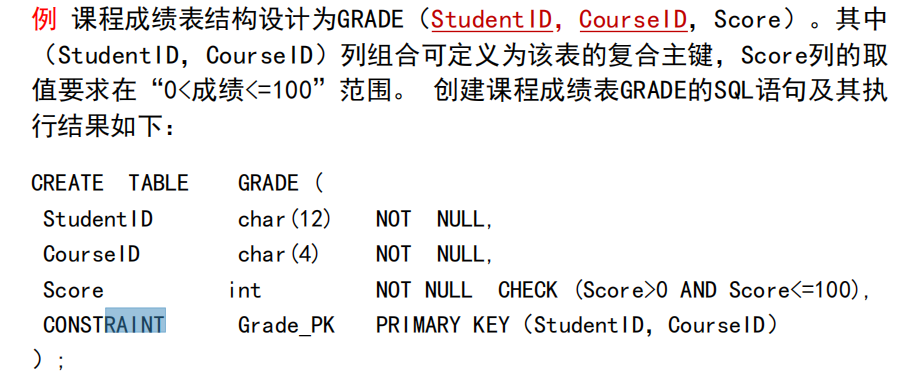 例 课程成绩表结构设计为GRADE（StudentID，CourseID，Score）。其中
（StudentID，CourseID）列组合可定义为该表的复合主键，Score列的取
值要求在“0<成绩<=100”范围。 创建课程成绩表GRADE的SQL语句及其执
行结果如下：
CREATE TABLE GRADE (
StudentID char(12) NOT NULL,
CourseID char(4) NOT NULL,
Score int NOT NULL CHECK (Score>0 AND Score<=100),
CONSTRAINT Grade_PK PRIMARY KEY（StudentID，CourseID）
) ;